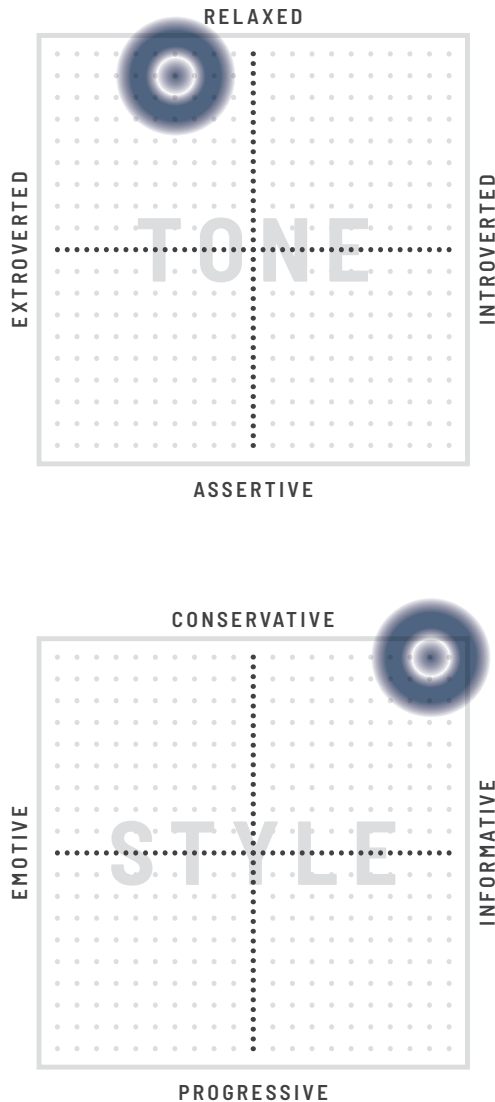 RELAXED
EXTROVERTED
TONE
INTROVERTED
ASSERTIVE
CONSERVATIVE
EMOTIVE
STYLE
INFORMATIVE
PROGRESSIVE